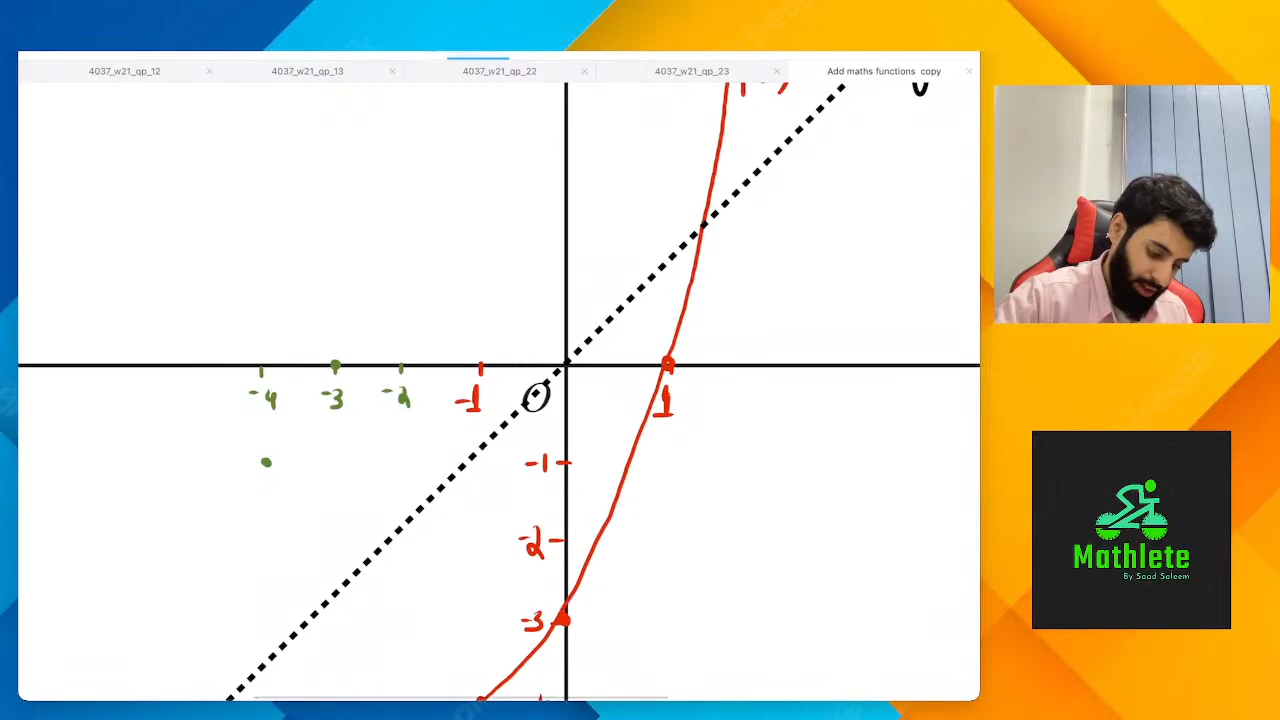 4037_w21_qp_12
4037_w21_qp_13
4037_w21_qp_22
4037_w21_qp_23
Add maths functions copy
-4
-3
-2
-1
O
1
-1
-2
-3
Mathlete
By Saad Saleem